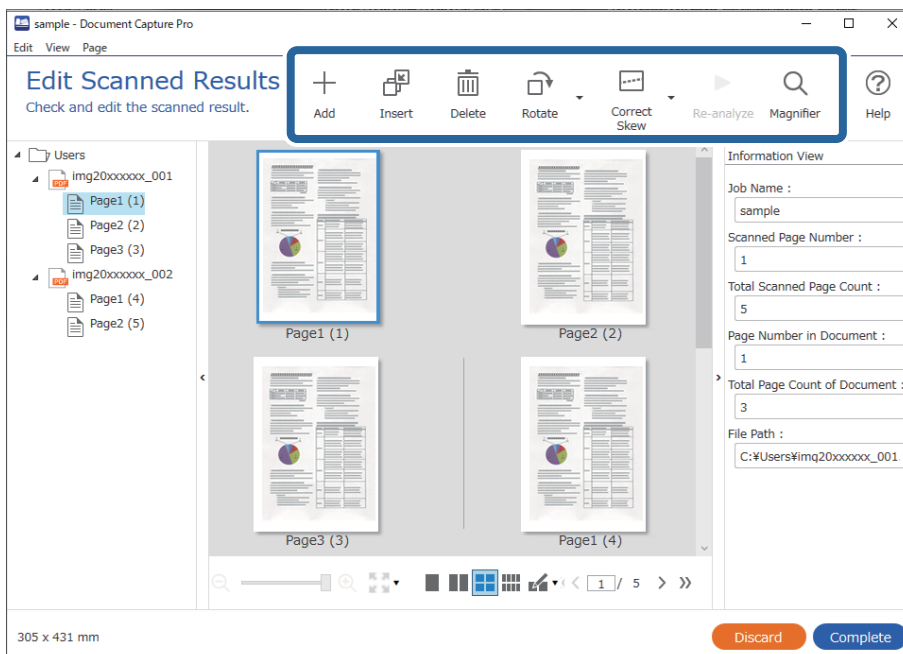 sample - Document Capture Pro
Edit View Page
Edit Scanned Results
Check and edit the scanned result.
Add
Insert
Delete
Rotate
Correct Skew
Re-analyze
Magnifier
Help
Users
img20xxxxxx_001
PDF
Page1 (1)
Page2 (2)
Page3 (3)
img20xxxxxx_002
PDF
Page1 (4)
Page2 (5)
Page1 (1)
Page2 (2)
Page3 (3)
Page1 (4)
1 / 5
Information View
Job Name :
sample
Scanned Page Number :
1
Total Scanned Page Count :
5
Page Number in Document :
1
Total Page Count of Document :
3
File Path :
C:¥Users¥img20xxxxxx_001
305 x 431 mm
Discard
Complete